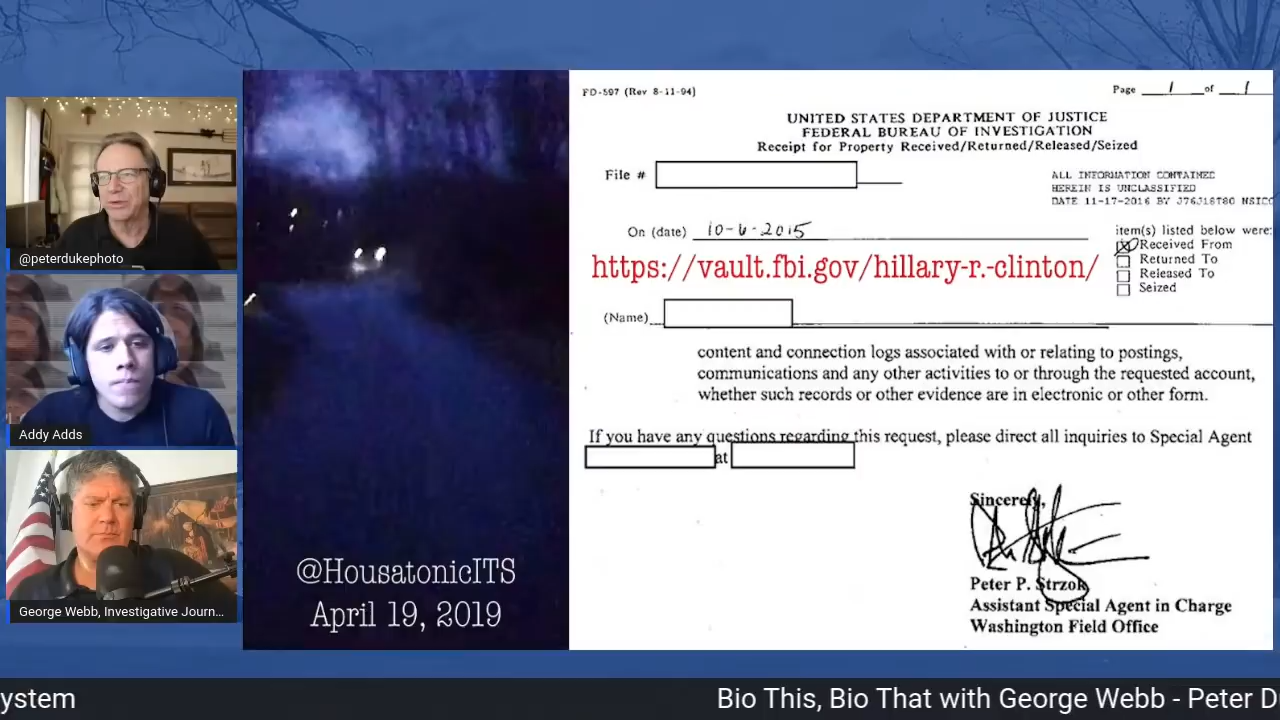 @peterdukephoto
Addy Adds
George Webb, Investigative Journ...
@HousatonicITS
April 19, 2019
FD-597 (Rev 8-11-94)
Page 1 of 1
UNITED STATES DEPARTMENT OF JUSTICE
FEDERAL BUREAU OF INVESTIGATION
Receipt for Property Received/Returned/Released/Seized
File #
ALL INFORMATION CONTAINED
HEREIN IS UNCLASSIFIED
DATE 11-17-2016 BY J76J18T80 NSICG
On (date) 10-6-2015
item(s) listed below were:
Received From
Returned To
Released To
Seized
https://vault.fbi.gov/hillary-r.-clinton/
(Name)
content and connection logs associated with or relating to postings,
communications and any other activities to or through the requested account,
whether such records or other evidence are in electronic or other form.
If you have any questions regarding this request, please direct all inquiries to Special Agent
at
Sincerely,
Peter P. Strzok
Assistant Special Agent in Charge
Washington Field Office
ystem
Bio This, Bio That with George Webb - Peter D